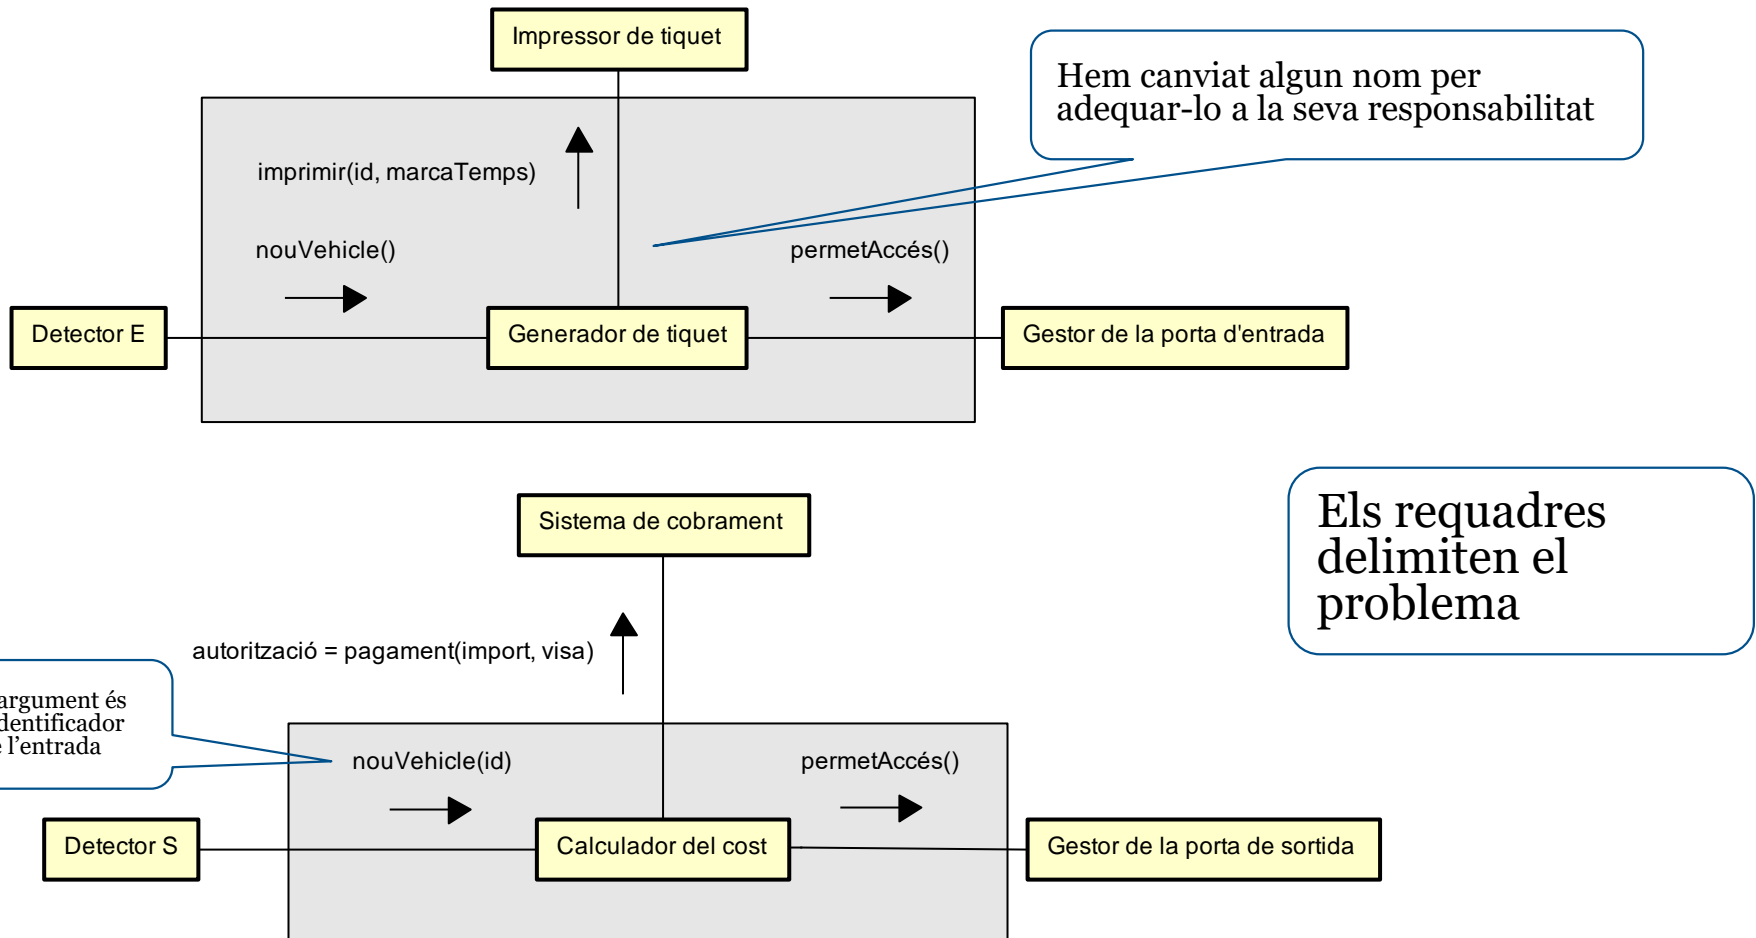 Impressor de tiquet
Hem canviat algun nom per
adequar-lo a la seva responsabilitat
imprimir(id, marcaTemps)
nouVehicle()
permetAccés()
Detector E
Generador de tiquet
Gestor de la porta d'entrada
Els requadres
delimiten el
problema
Sistema de cobrament
autorització = pagament(import, visa)
argument és
identificador
l’entrada
nouVehicle(id)
permetAccés()
Detector S
Calculador del cost
Gestor de la porta de sortida